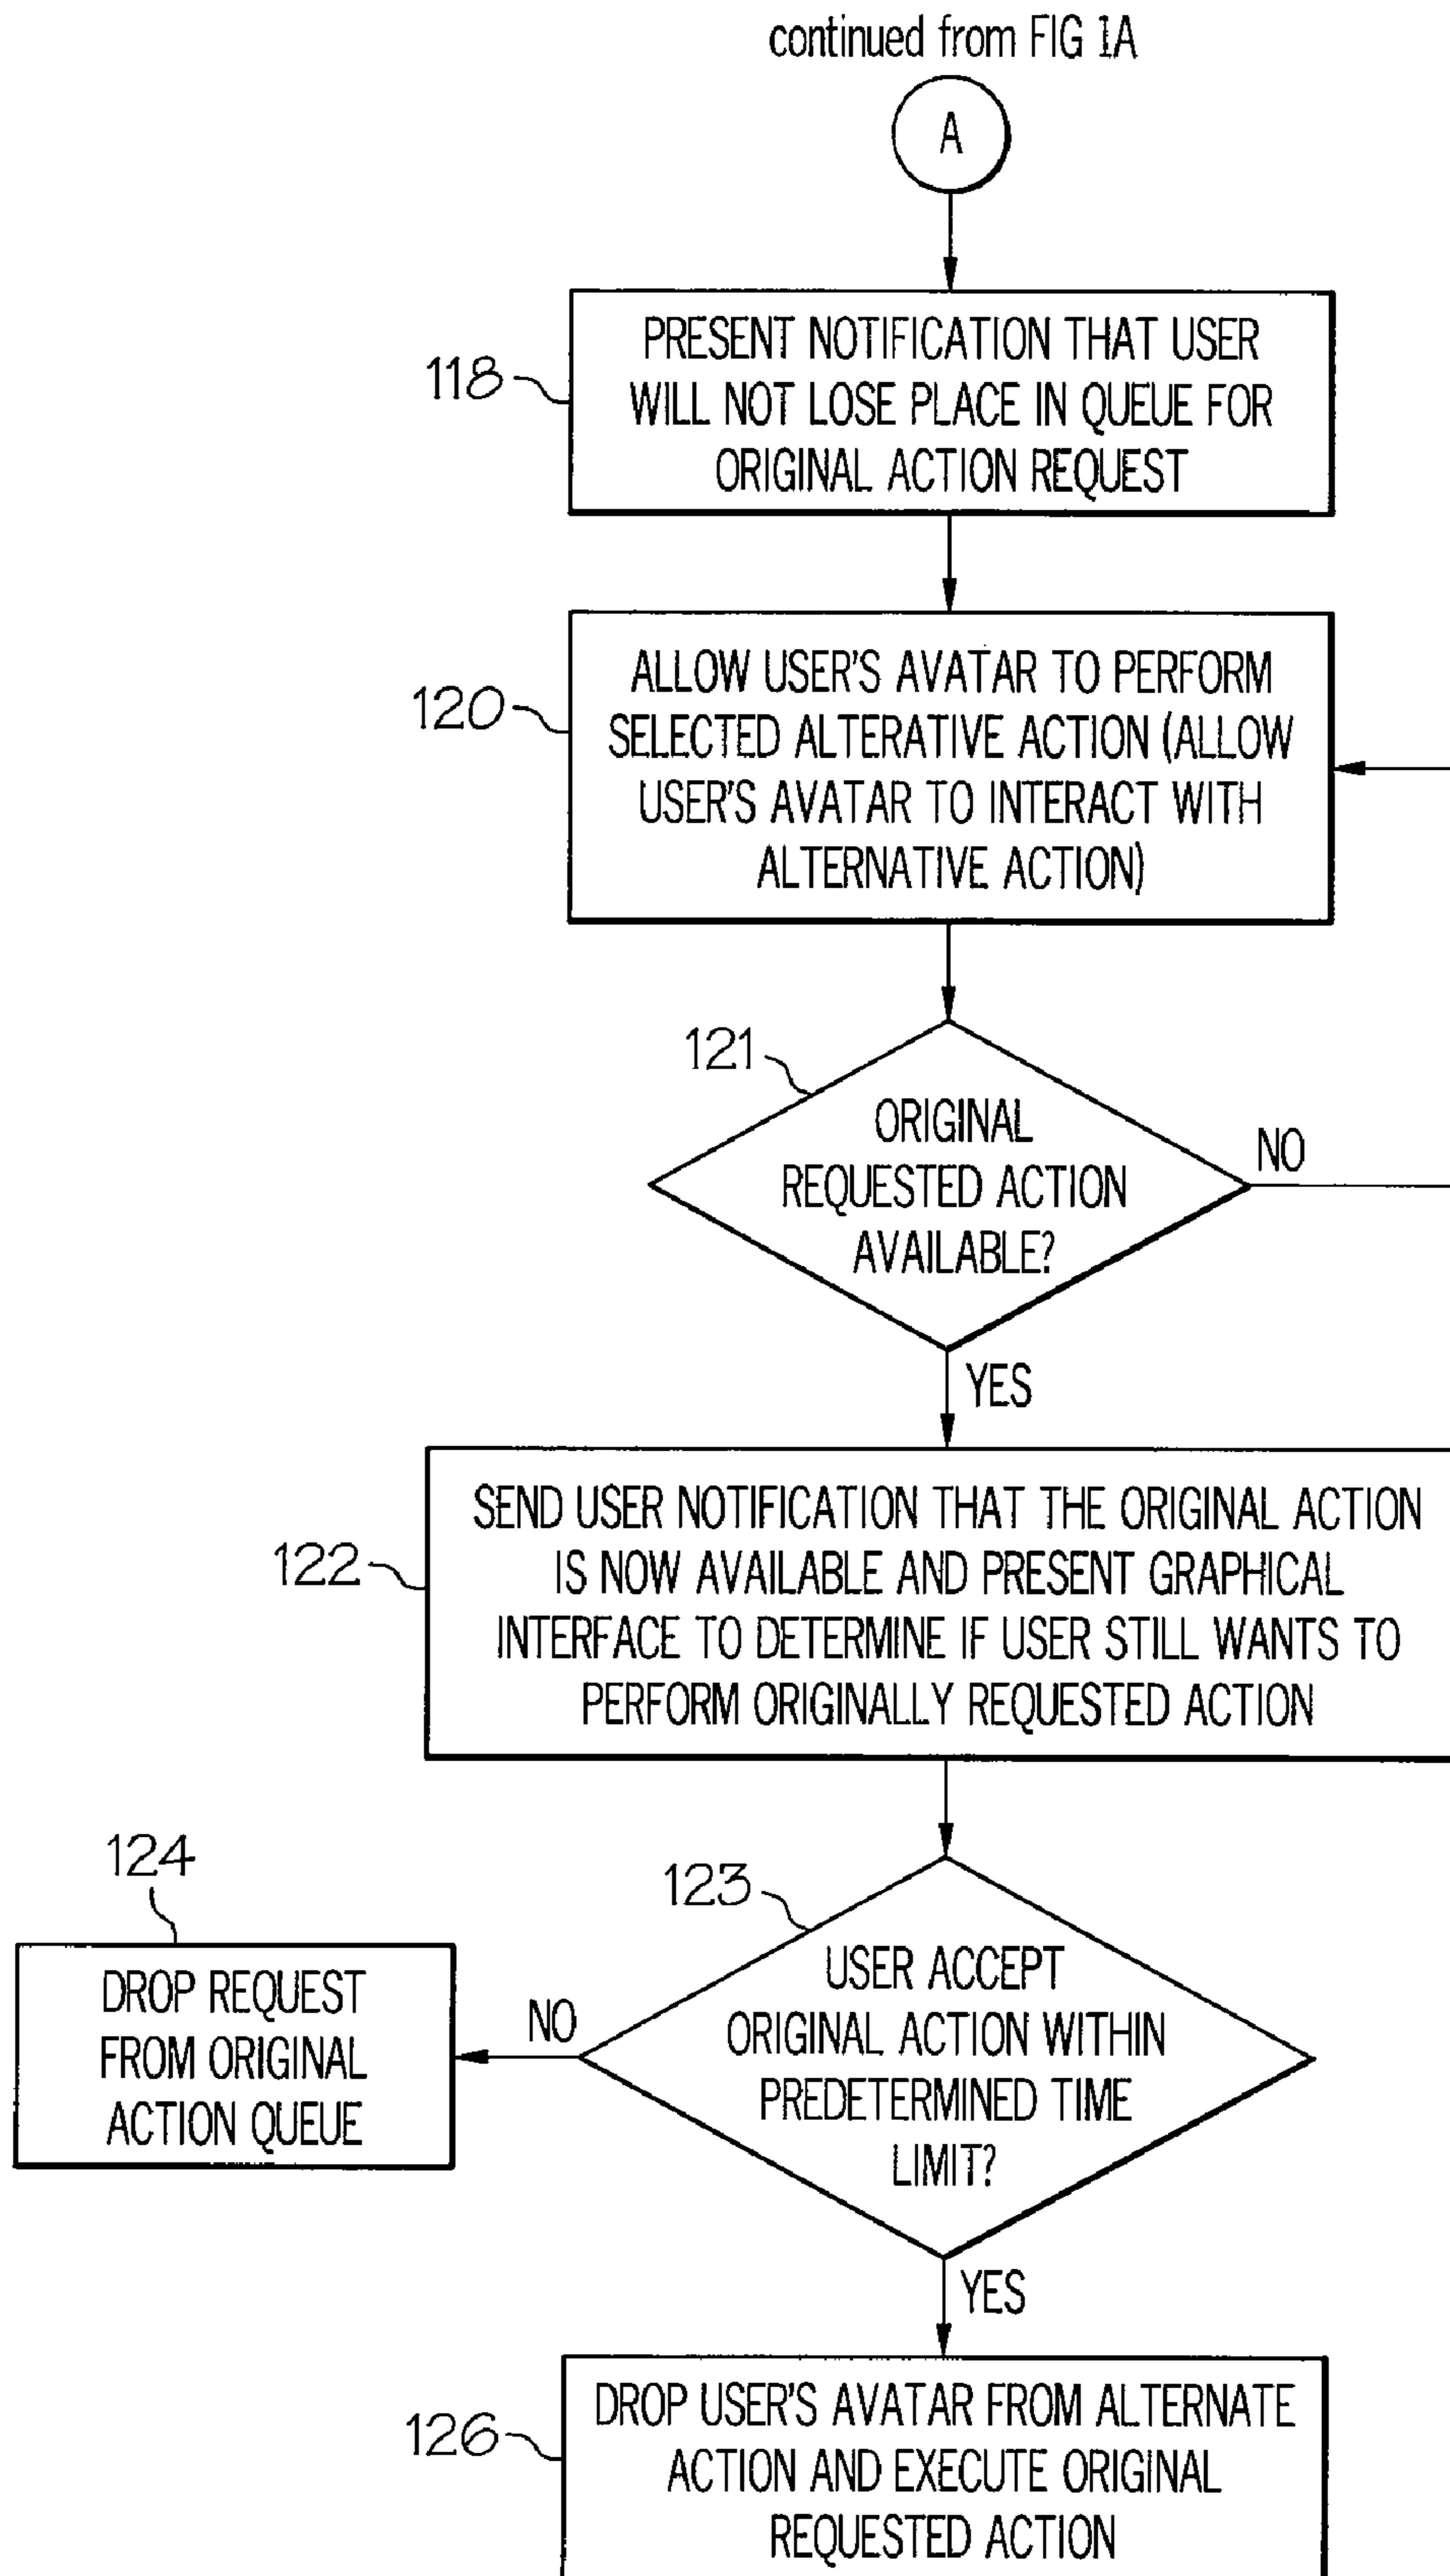 continued from FIG 1A
A
118
PRESENT NOTIFICATION THAT USER
WILL NOT LOSE PLACE IN QUEUE FOR
ORIGINAL ACTION REQUEST
120
ALLOW USER'S AVATAR TO PERFORM
SELECTED ALTERATIVE ACTION (ALLOW
USER'S AVATAR TO INTERACT WITH
ALTERNATIVE ACTION)
121
ORIGINAL
REQUESTED ACTION
AVAILABLE?
NO
YES
122
SEND USER NOTIFICATION THAT THE ORIGINAL ACTION
IS NOW AVAILABLE AND PRESENT GRAPHICAL
INTERFACE TO DETERMINE IF USER STILL WANTS TO
PERFORM ORIGINALLY REQUESTED ACTION
123
USER ACCEPT
ORIGINAL ACTION WITHIN
PREDETERMINED TIME
LIMIT?
NO
124
DROP REQUEST
FROM ORIGINAL
ACTION QUEUE
YES
126
DROP USER'S AVATAR FROM ALTERNATE
ACTION AND EXECUTE ORIGINAL
REQUESTED ACTION